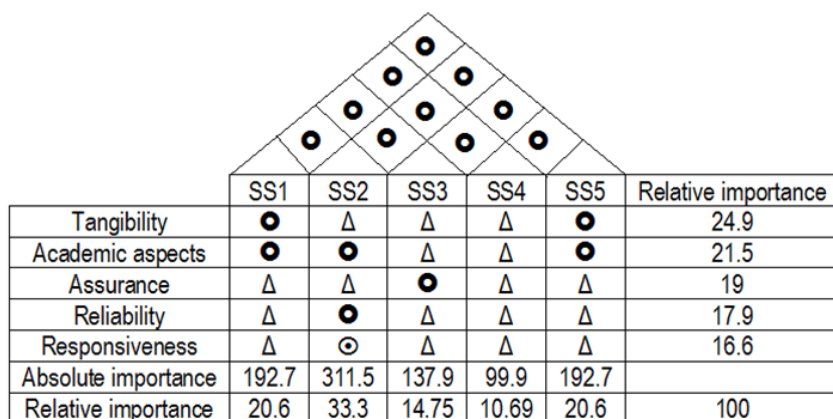 SS1 SS2 SS3 SS4 SS5 Relative importance
Tangibility Δ Δ Δ 24.9
Academic aspects Δ Δ 21.5
Assurance Δ Δ Δ Δ 19
Reliability Δ Δ Δ Δ 17.9
Responsiveness Δ Δ Δ Δ 16.6
Absolute importance 192.7 311.5 137.9 99.9 192.7
Relative importance 20.6 33.3 14.75 10.69 20.6 100